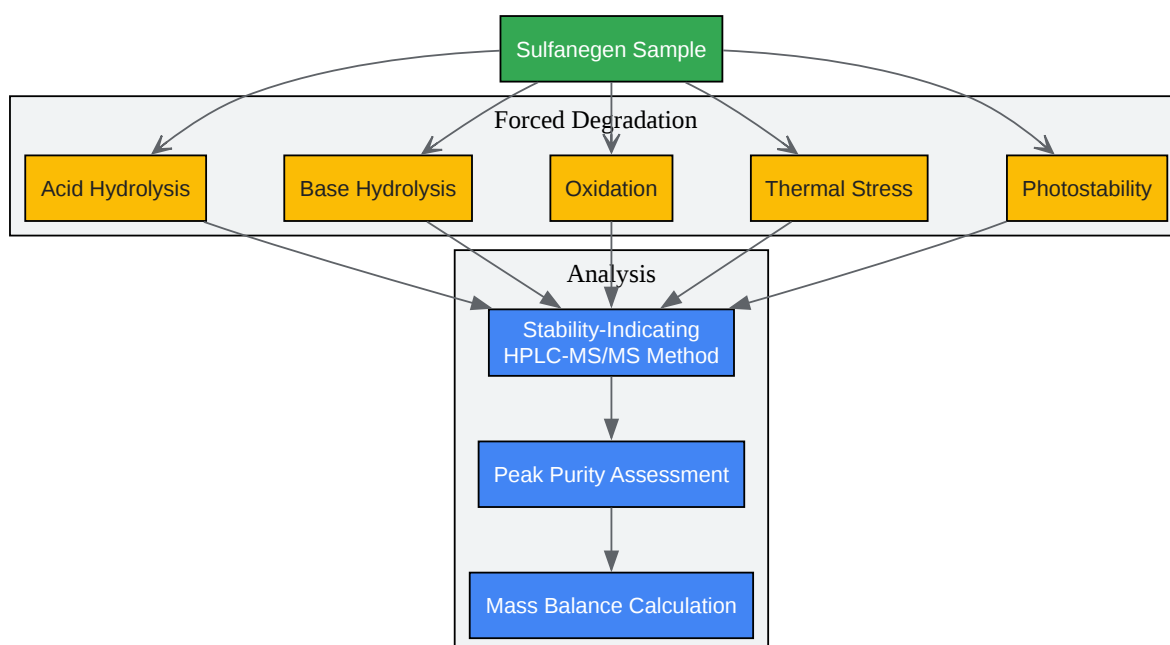 Sulfanegen Sample
Forced Degradation
Acid Hydrolysis
Base Hydrolysis
Oxidation
Thermal Stress
Photostability
Analysis
Stability-Indicating
HPLC-MS/MS Method
Peak Purity Assessment
Mass Balance Calculation